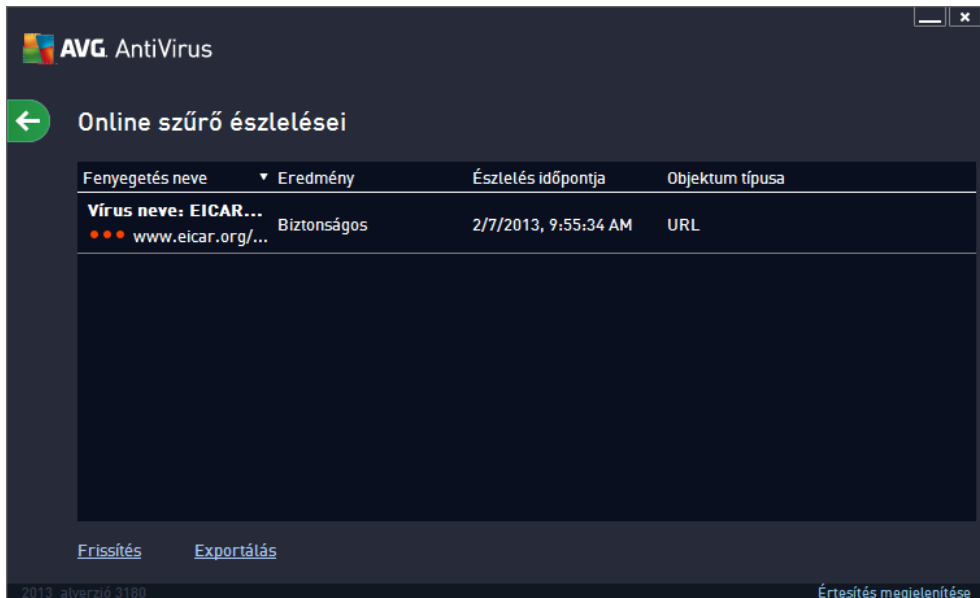 AVG. AntiVirus
Online szűrő észlelései
Fenyegetés neve ▼ Eredmény Észlelés időpontja Objektum típusa
Vírus neve: EICAR...
www.eicar.org/... Biztonságos 2/7/2013, 9:55:34 AM URL
Frissítés Exportálás
2013 alverzió 3180 Értesítés megjelenítése